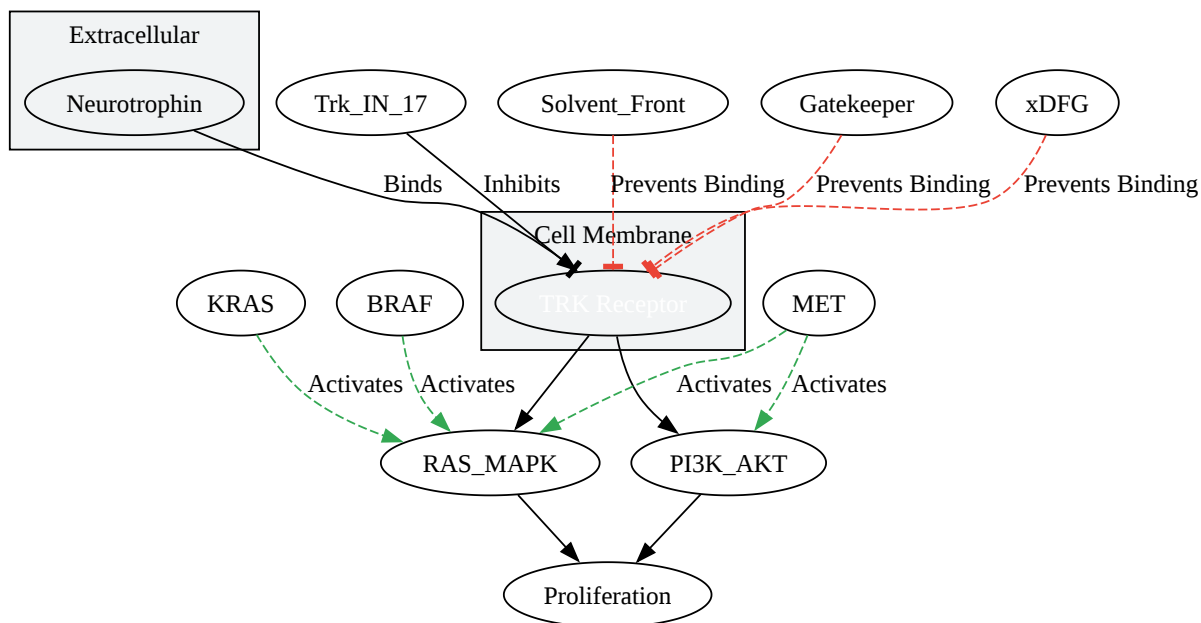 Extracellular
Neurotrophin
Trk_IN_17
Solvent_Front
Gatekeeper
xDFG
Binds
Inhibits
Prevents Binding
Prevents Binding
Prevents Binding
Cell Membrane
KRAS
BRAF
TRK Receptor
MET
Activates
Activates
Activates
Activates
RAS_MAPK
PI3K_AKT
Proliferation